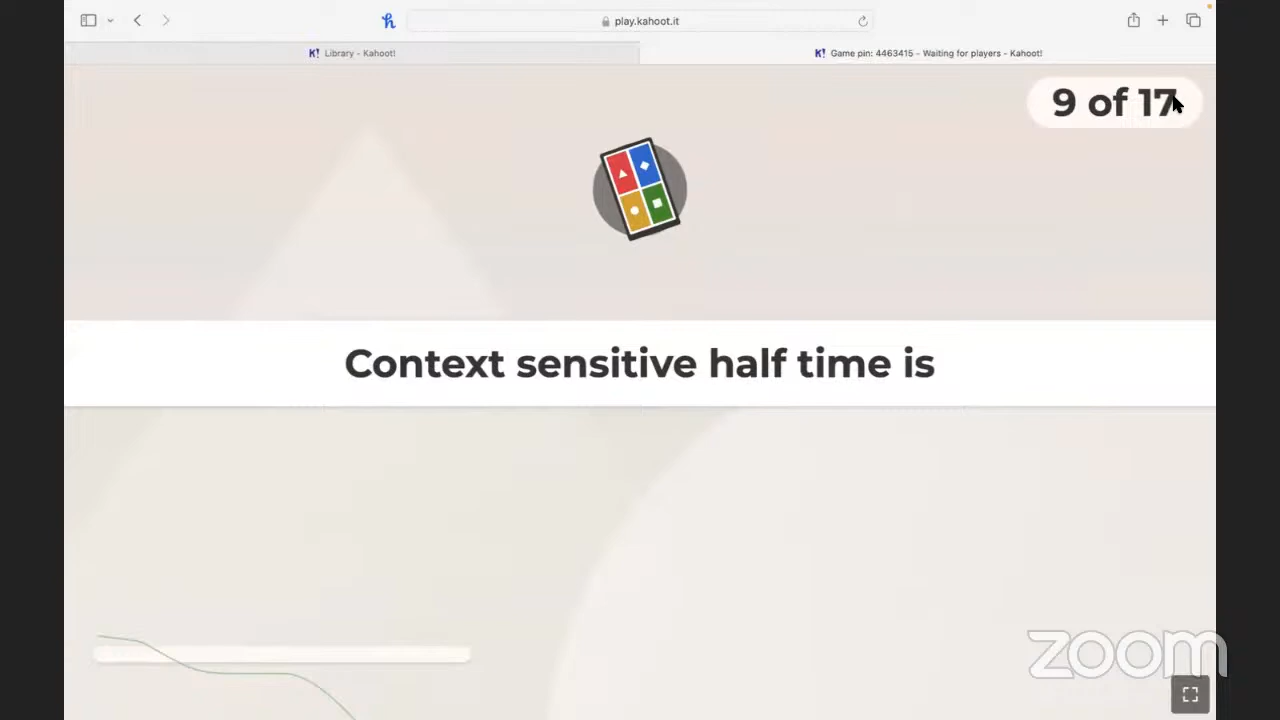 play.kahoot.it
K! Library - Kahoot!
K! Game pin: 4463415 - Waiting for players - Kahoot!
9 of 17
Context sensitive half time is
zoom